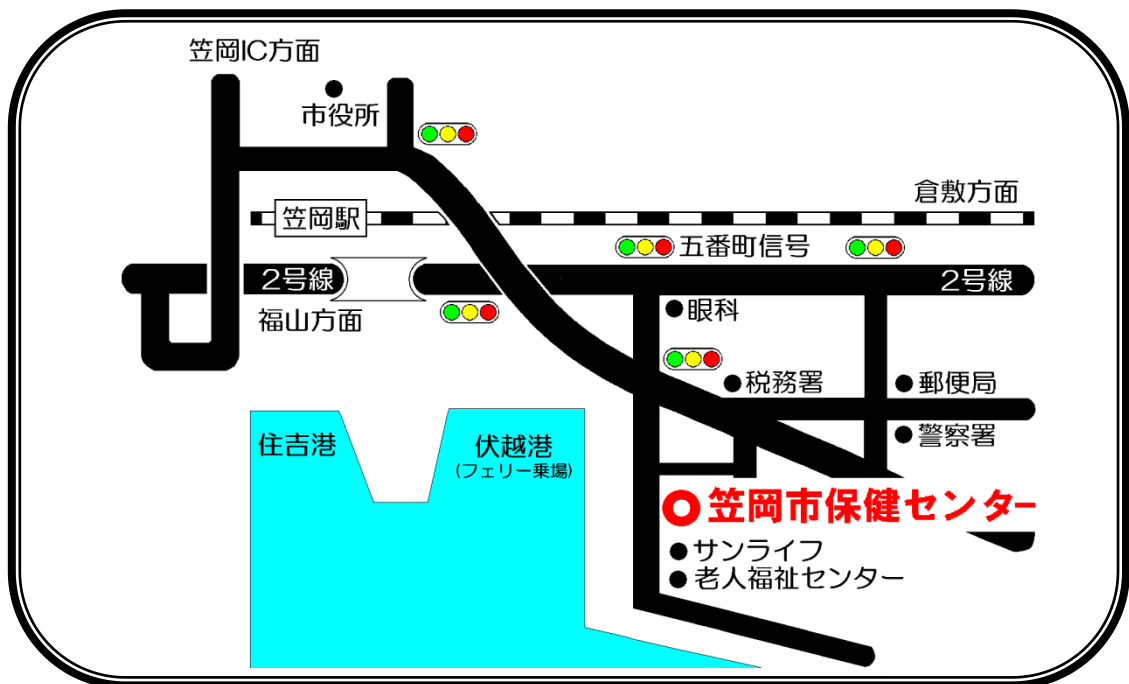 笠岡IC方面
市役所
倉敷方面
笠岡駅
五番町信号
2号線
2号線
福山方面
眼科
税務署
郵便局
警察署
住吉港
伏越港
(フェリー乗場)
笠岡市保健センター
サンライフ
老人福祉センター